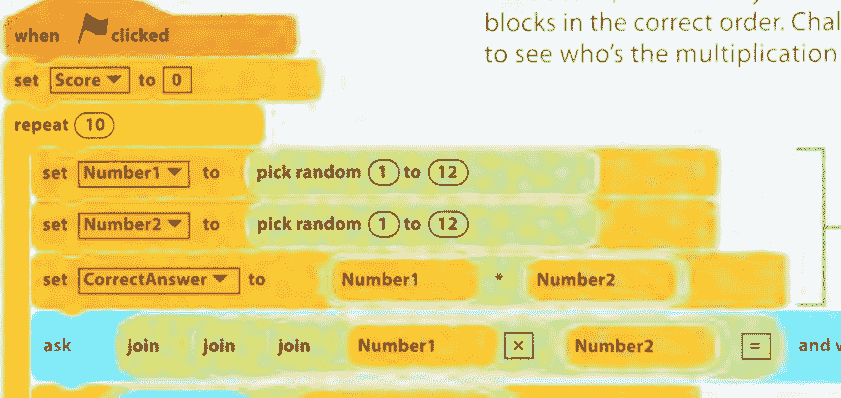 blocks in the correct order. Chal
to see who's the multiplication
when clicked
set Score to 0
repeat 10
set Number1 to pick random 1 to 12
set Number2 to pick random 1 to 12
set CorrectAnswer to Number1 * Number2
ask join join join Number1 × Number2 = and